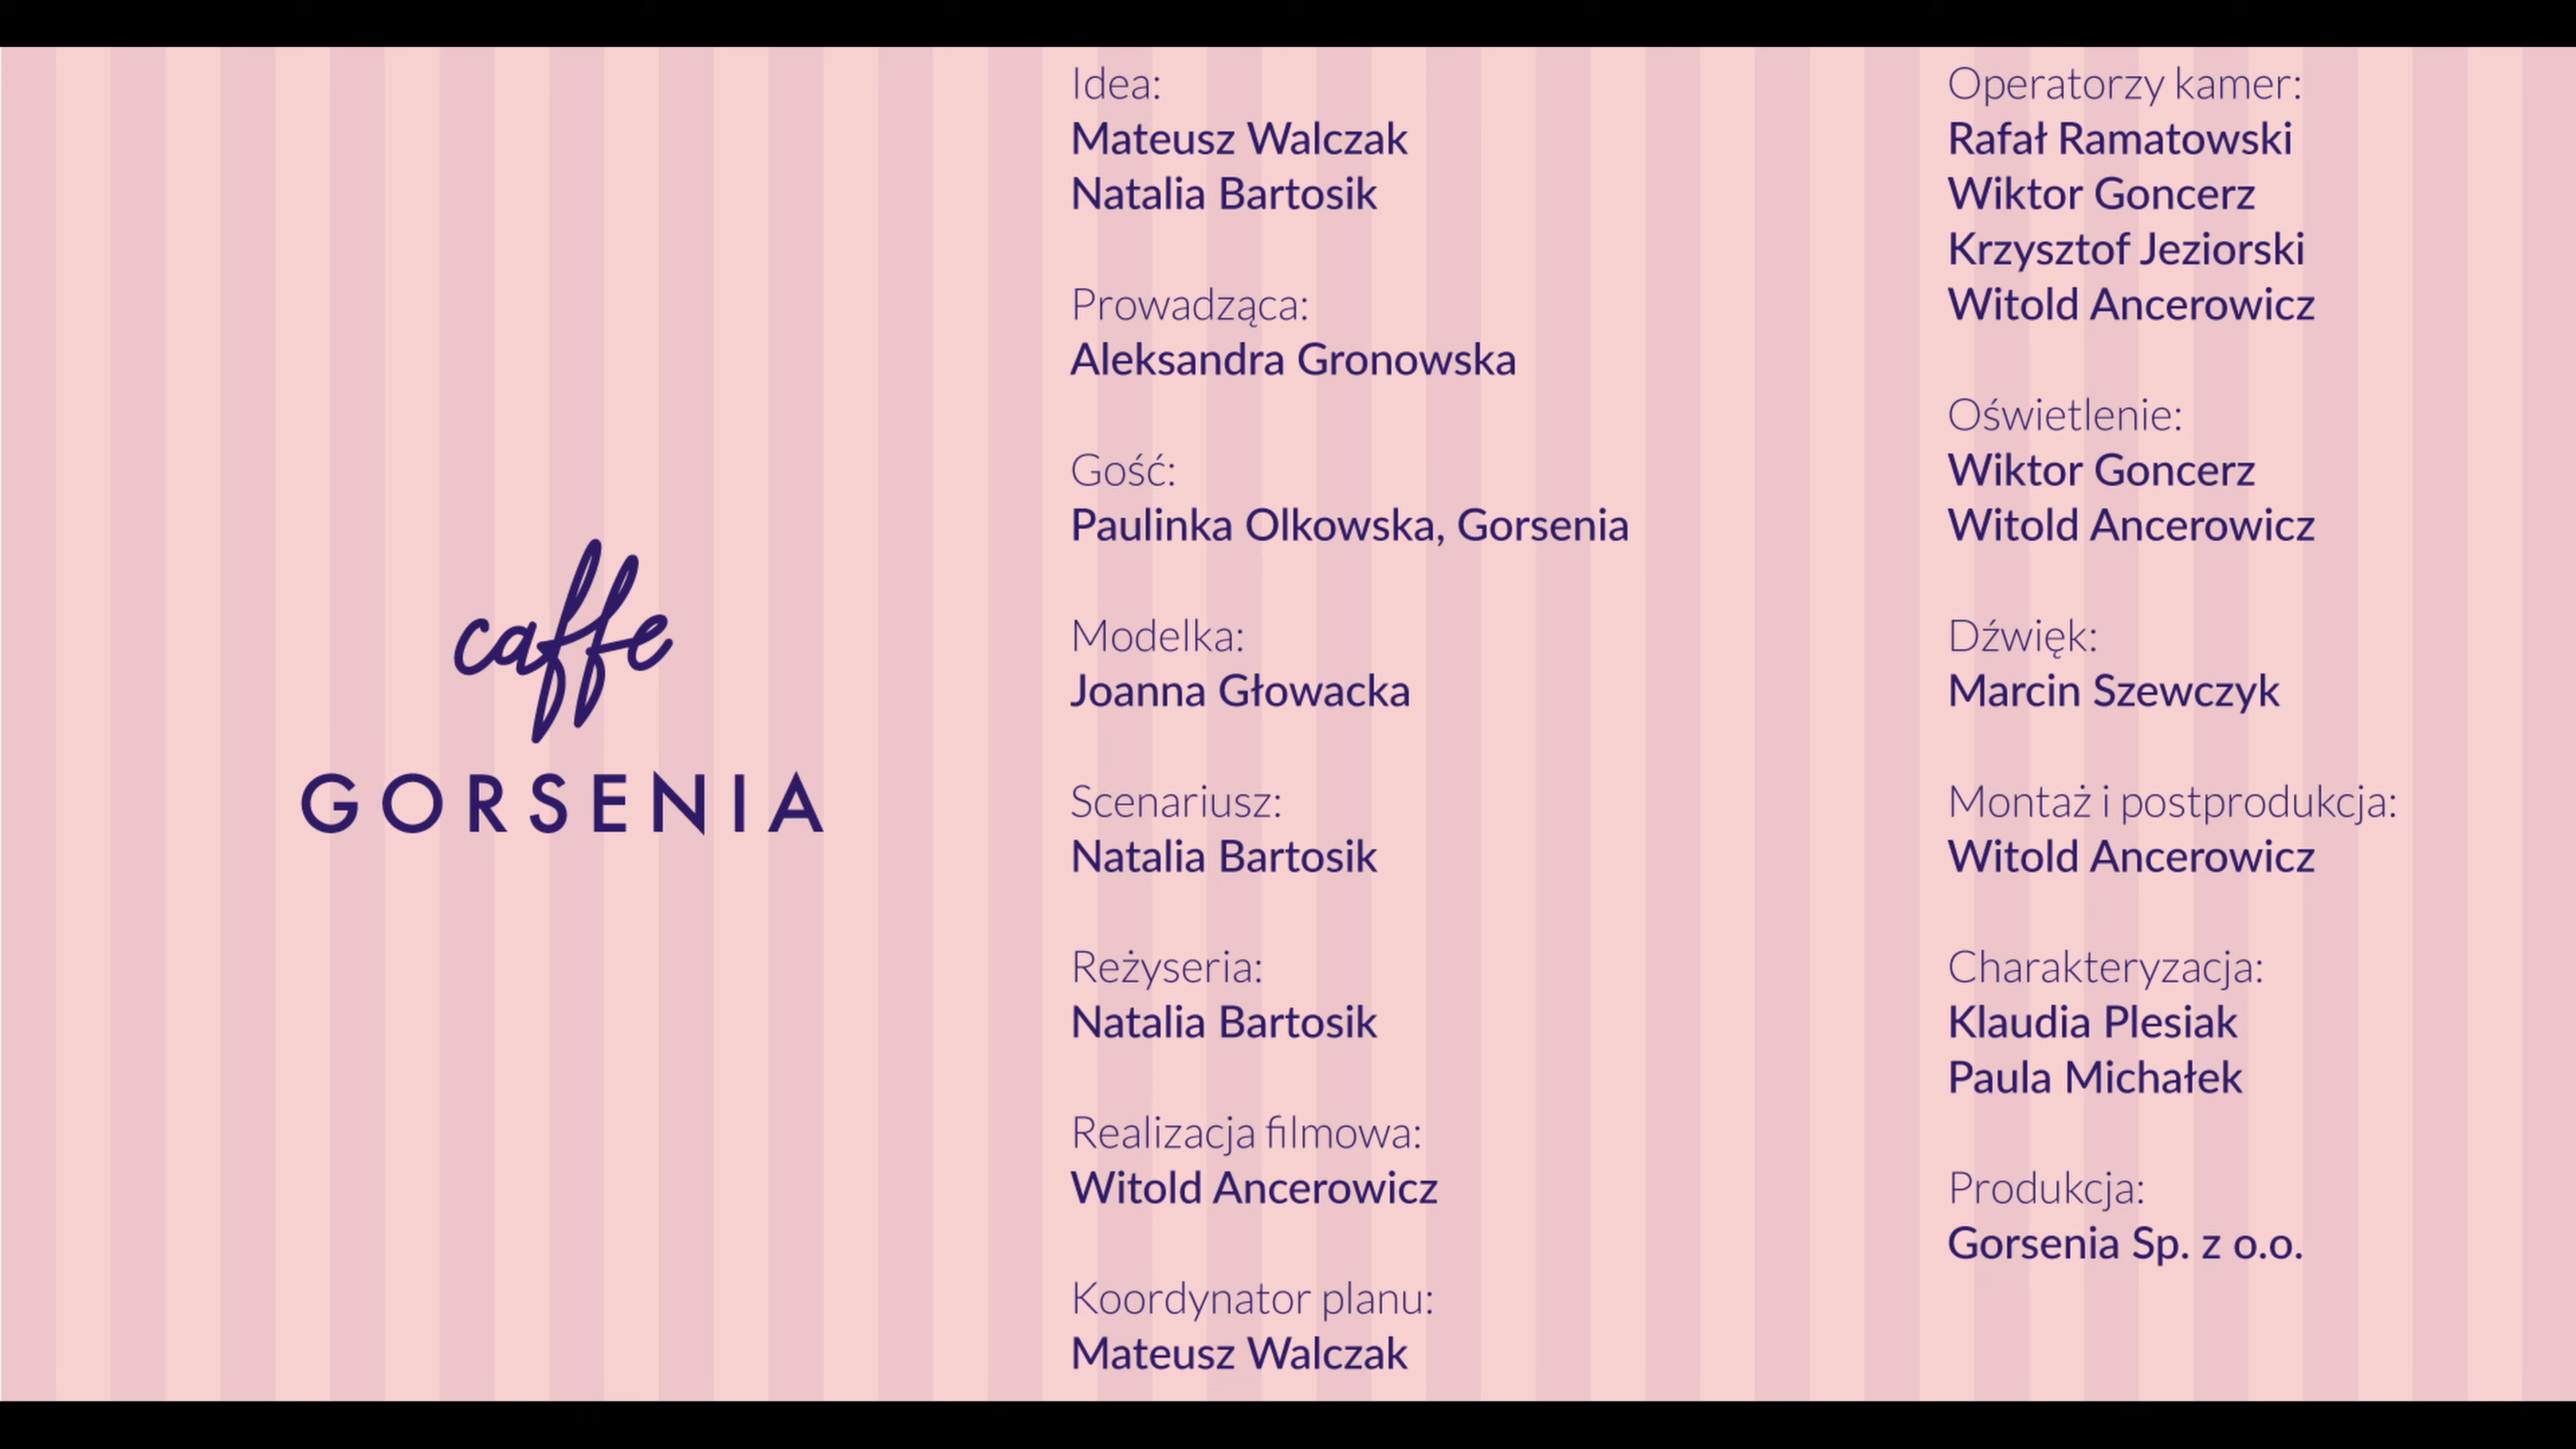 caffe
GORSENIA
Idea:
Mateusz Walczak
Natalia Bartosik
Prowadząca:
Aleksandra Gronowska
Gość:
Paulinka Olkowska, Gorsenia
Modelka:
Joanna Głowacka
Scenariusz:
Natalia Bartosik
Reżyseria:
Natalia Bartosik
Realizacja filmowa:
Witold Ancerowicz
Koordynator planu:
Mateusz Walczak
Operatorzy kamer:
Rafał Ramatowski
Wiktor Goncerz
Krzysztof Jeziorski
Witold Ancerowicz
Oświetlenie:
Wiktor Goncerz
Witold Ancerowicz
Dźwięk:
Marcin Szewczyk
Montaż i postprodukcja:
Witold Ancerowicz
Charakteryzacja:
Klaudia Plesiak
Paula Michałek
Produkcja:
Gorsenia Sp. z o.o.